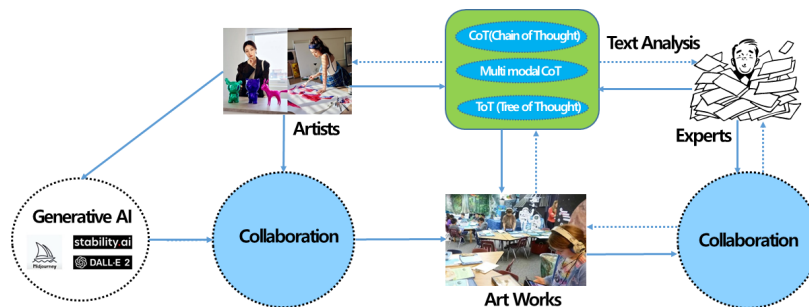 CoT(Chain of Thought)
Multi modal CoT
ToT (Tree of Thought)
Text Analysis
Artists
Experts
Generative AI
Midjourney
stability.ai
DALL·E 2
Collaboration
Collaboration
Art Works